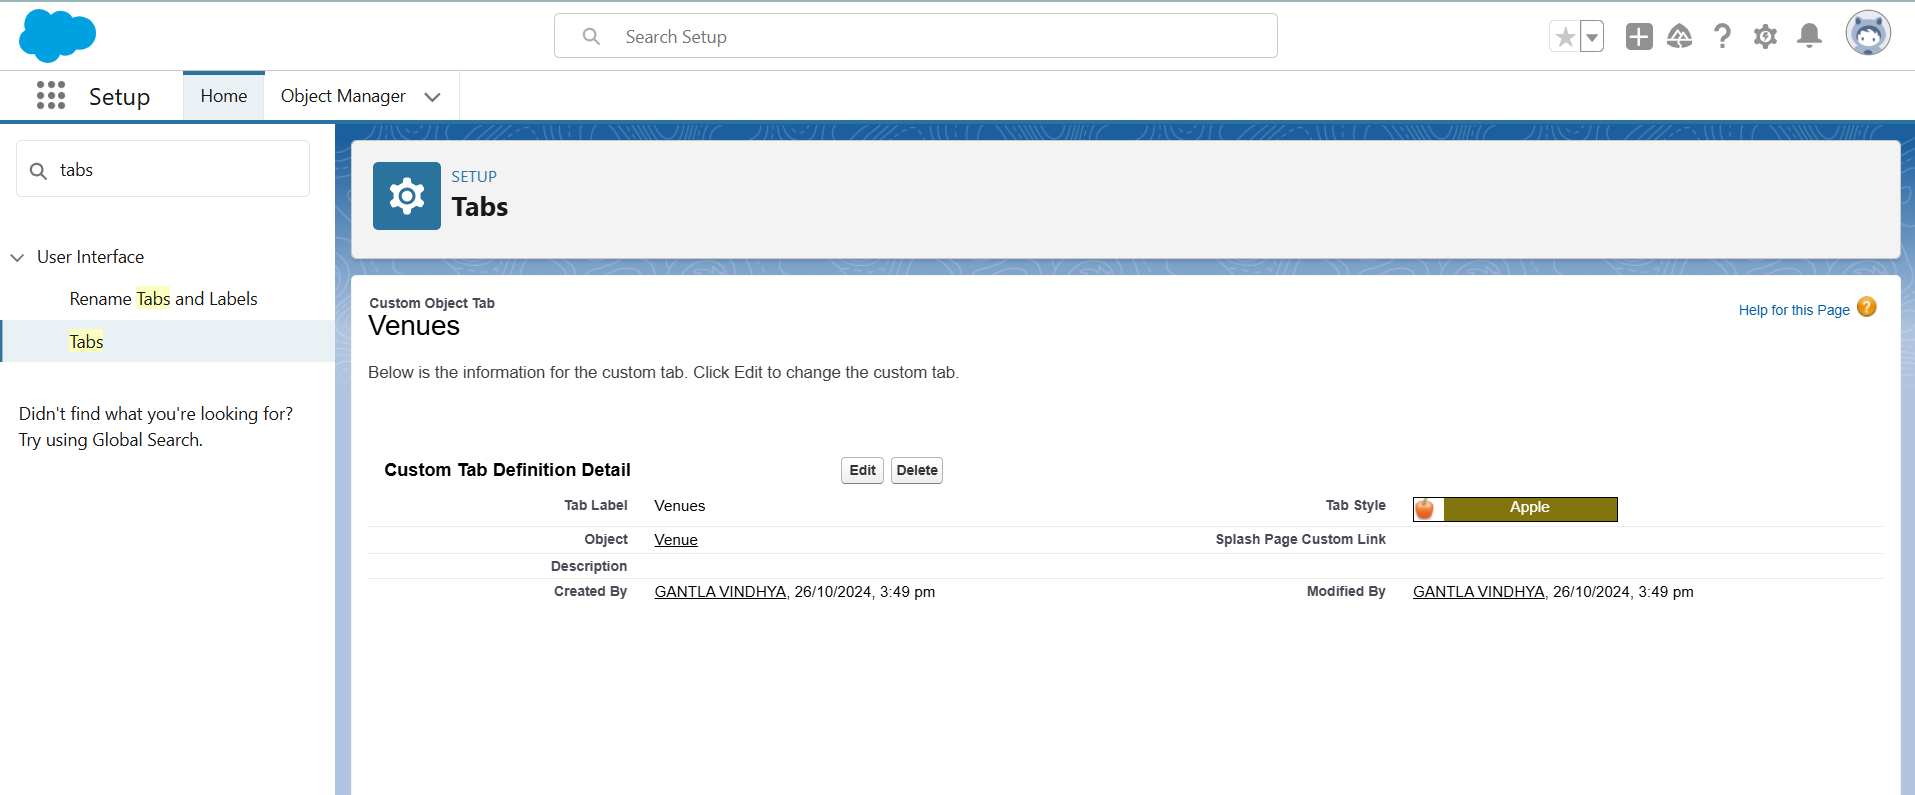 Search Setup
Setup
Home
Object Manager
tabs
User Interface
Rename Tabs and Labels
Tabs
Didn't find what you're looking for?
Try using Global Search.
SETUP
Tabs
Custom Object Tab
Venues
Help for this Page
?
Below is the information for the custom tab. Click Edit to change the custom tab.
Custom Tab Definition Detail
Edit
Delete
Tab Label
Venues
Tab Style
Apple
Object
Venue
Splash Page Custom Link
Description
Created By
GANTLA VINDHYA, 26/10/2024, 3:49 pm
Modified By
GANTLA VINDHYA, 26/10/2024, 3:49 pm